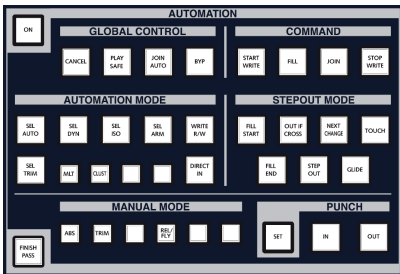 AUTOMATION
ON
GLOBAL CONTROL
CANCEL
PLAY SAFE
JOIN AUTO
BYP
COMMAND
START WRITE
FILL
JOIN
STOP WRITE
AUTOMATION MODE
SEL AUTO
SEL DYN
SEL ISO
SEL ARM
WRITE R/W
SEL TRIM
MLT
CLUST
DIRECT IN
STEPOUT MODE
FILL START
OUT IF CROSS
NEXT CHANGE
TOUCH
FILL END
STEP OUT
GLIDE
MANUAL MODE
ABS
TRIM
REL/ FLY
PUNCH
SET
IN
OUT
FINISH PASS